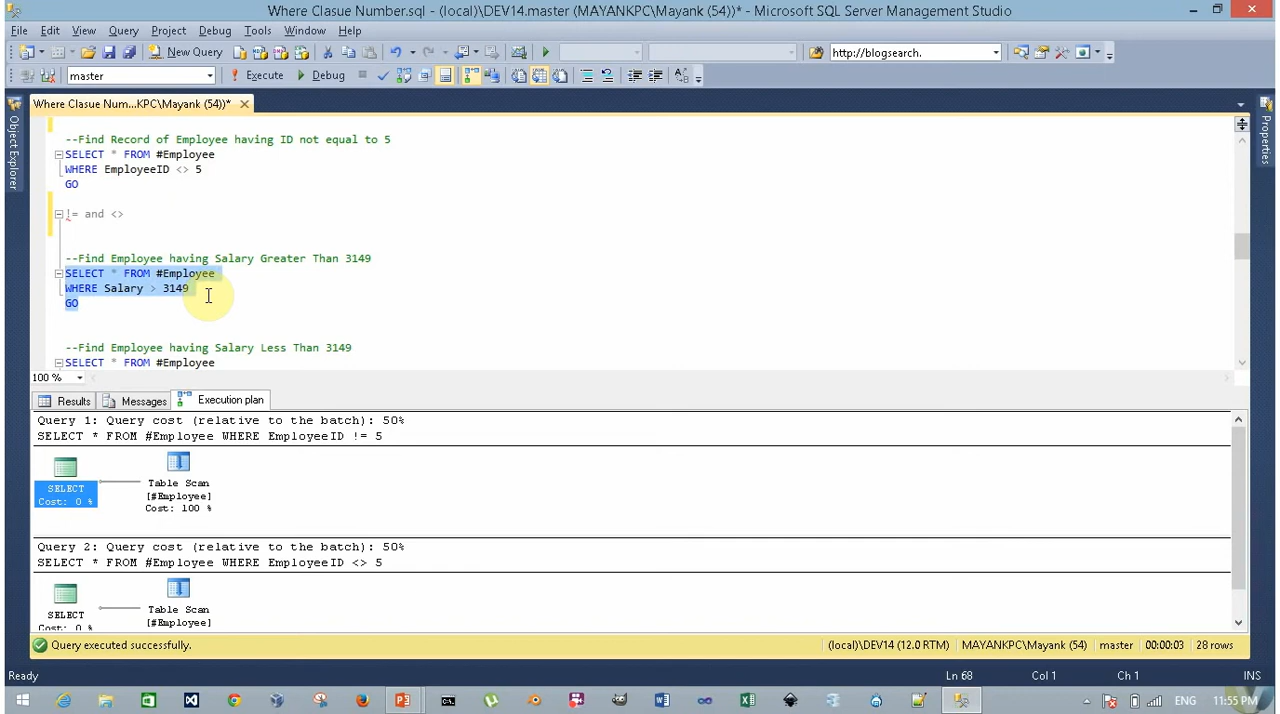 Where Clasue Number.sql - (local)\DEV14.master (MAYANKPC\Mayank (54))* - Microsoft SQL Server Management Studio
File Edit View Query Project Debug Tools Window Help
New Query http://blogsearch.
master Execute Debug
Where Clasue Num...KPC\Mayank (54))*
Object Explorer
Properties
--Find Record of Employee having ID not equal to 5
SELECT * FROM #Employee
WHERE EmployeeID <> 5
GO
!= and <>
--Find Employee having Salary Greater Than 3149
SELECT * FROM #Employee
WHERE Salary > 3149
GO
--Find Employee having Salary Less Than 3149
SELECT * FROM #Employee
100 %
Results Messages Execution plan
Query 1: Query cost (relative to the batch): 50%
SELECT * FROM #Employee WHERE EmployeeID != 5
SELECT
Cost: 0 %
Table Scan
[#Employee]
Cost: 100 %
Query 2: Query cost (relative to the batch): 50%
SELECT * FROM #Employee WHERE EmployeeID <> 5
SELECT
Cost: 0 %
Table Scan
[#Employee]
Query executed successfully. (local)\DEV14 (12.0 RTM) MAYANKPC\Mayank (54) master 00:00:03 28 rows
Ready Ln 68 Col 1 Ch 1 INS
ENG 11:55 PM